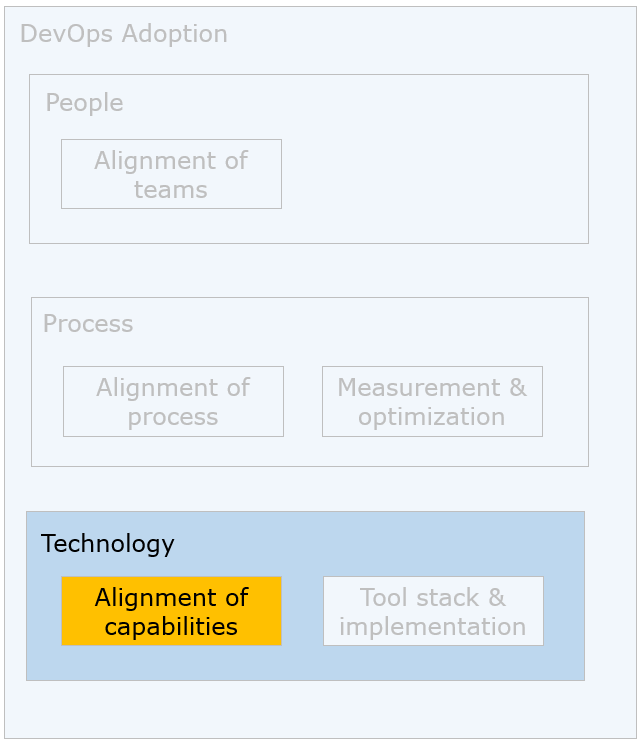 DevOps Adoption
People
Alignment of
teams
Process
Alignment of
process
Measurement &
optimization
Technology
Alignment of
capabilities
Tool stack &
implementation